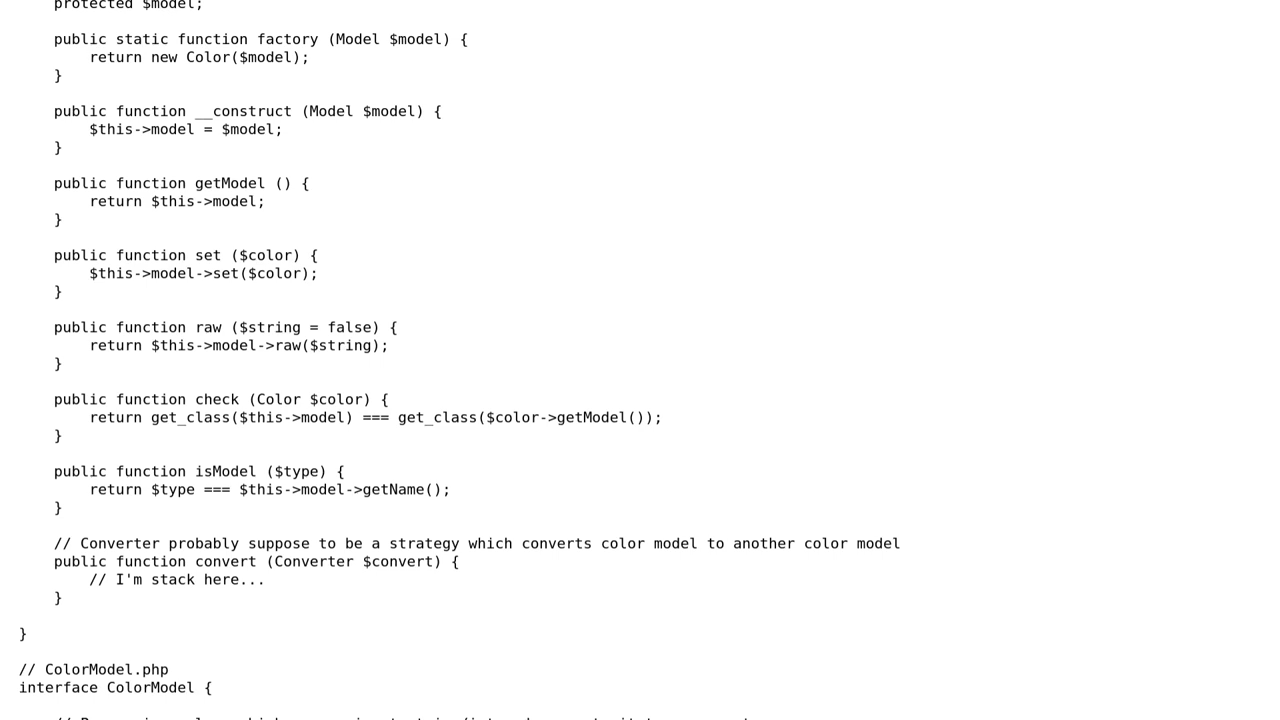 protected $model;
public static function factory (Model $model) {
return new Color($model);
}
public function __construct (Model $model) {
$this->model = $model;
}
public function getModel () {
return $this->model;
}
public function set ($color) {
$this->model->set($color);
}
public function raw ($string = false) {
return $this->model->raw($string);
}
public function check (Color $color) {
return get_class($this->model) === get_class($color->getModel());
}
public function isModel ($type) {
return $type === $this->model->getName();
}
// Converter probably suppose to be a strategy which converts color model to another color model
public function convert (Converter $convert) {
// I'm stack here...
}
}
// ColorModel.php
interface ColorModel {